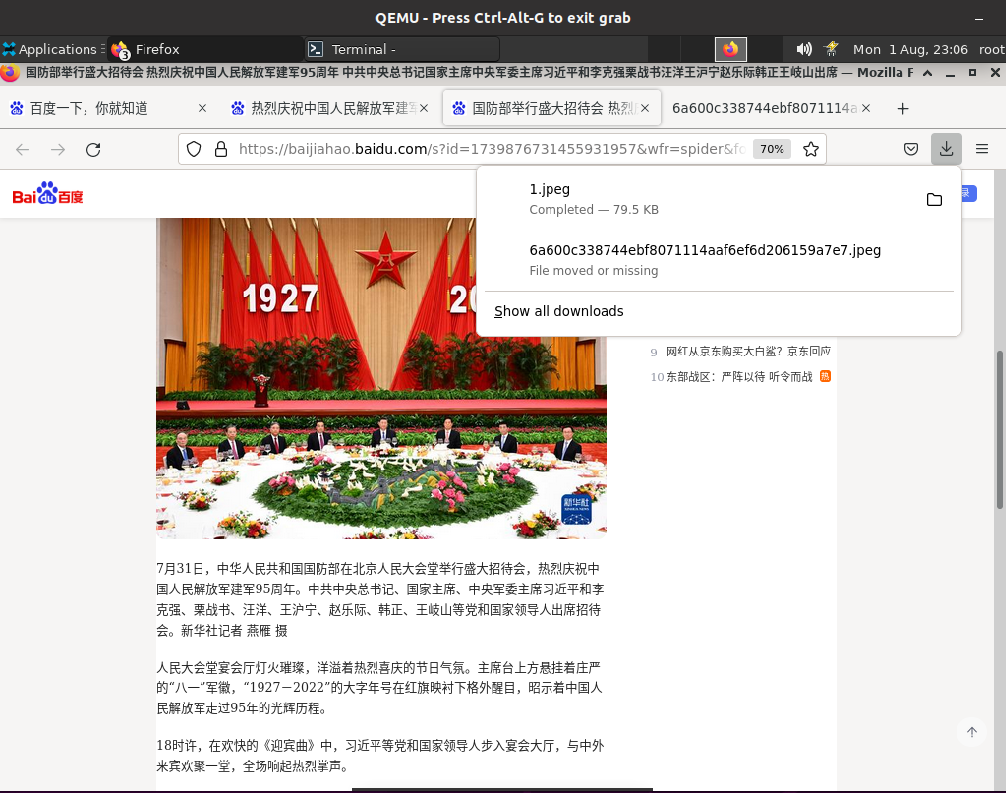 QEMU - Press Ctrl-Alt-G to exit grab
Applications
3 Firefox
Terminal -
Mon 1 Aug, 23:06 root
国防部举行盛大招待会 热烈庆祝中国人民解放军建军95周年 中共中央总书记国家主席中央军委主席习近平和李克强栗战书汪洋王沪宁赵乐际韩正王岐山出席 — Mozilla F
百度一下，你就知道
热烈庆祝中国人民解放军建军
国防部举行盛大招待会 热烈
6a600c338744ebf8071114a
https://baijiahao.baidu.com/s?id=1739876731455931957&wfr=spider&fo
70%
Bai du 百度
录
1.jpeg
Completed — 79.5 KB
6a600c338744ebf8071114aaf6ef6d206159a7e7.jpeg
File moved or missing
Show all downloads
1927
20
新华社
XINHUA NEWS
9 网红从京东购买大白鲨？京东回应
10 东部战区：严阵以待 听令而战 热
7月31日，中华人民共和国国防部在北京人民大会堂举行盛大招待会，热烈庆祝中
国人民解放军建军95周年。中共中央总书记、国家主席、中央军委主席习近平和李
克强、栗战书、汪洋、王沪宁、赵乐际、韩正、王岐山等党和国家领导人出席招待
会。新华社记者 燕雁 摄
人民大会堂宴会厅灯火璀璨，洋溢着热烈喜庆的节日气氛。主席台上方悬挂着庄严
的“八一”军徽，“1927－2022”的大字年号在红旗映衬下格外醒目，昭示着中国人
民解放军走过95年的光辉历程。
18时许，在欢快的《迎宾曲》中，习近平等党和国家领导人步入宴会大厅，与中外
来宾欢聚一堂，全场响起热烈掌声。